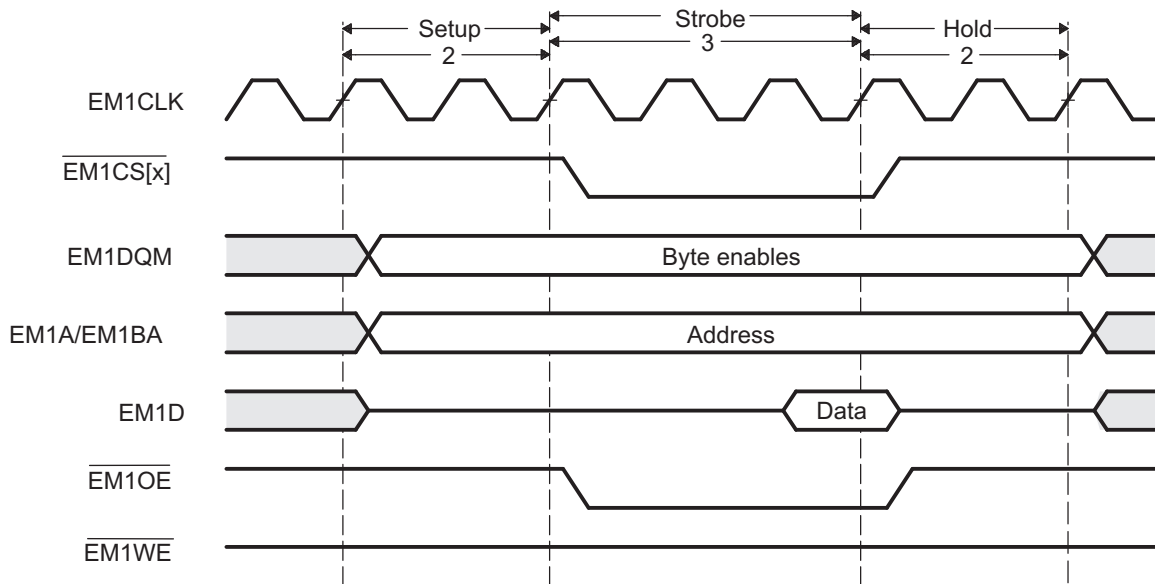 Setup Strobe Hold
2 3 2
EM1CLK
EM1CS[x]
EM1DQM Byte enables
EM1A/EM1BA Address
EM1D Data
EM1OE
EM1WE